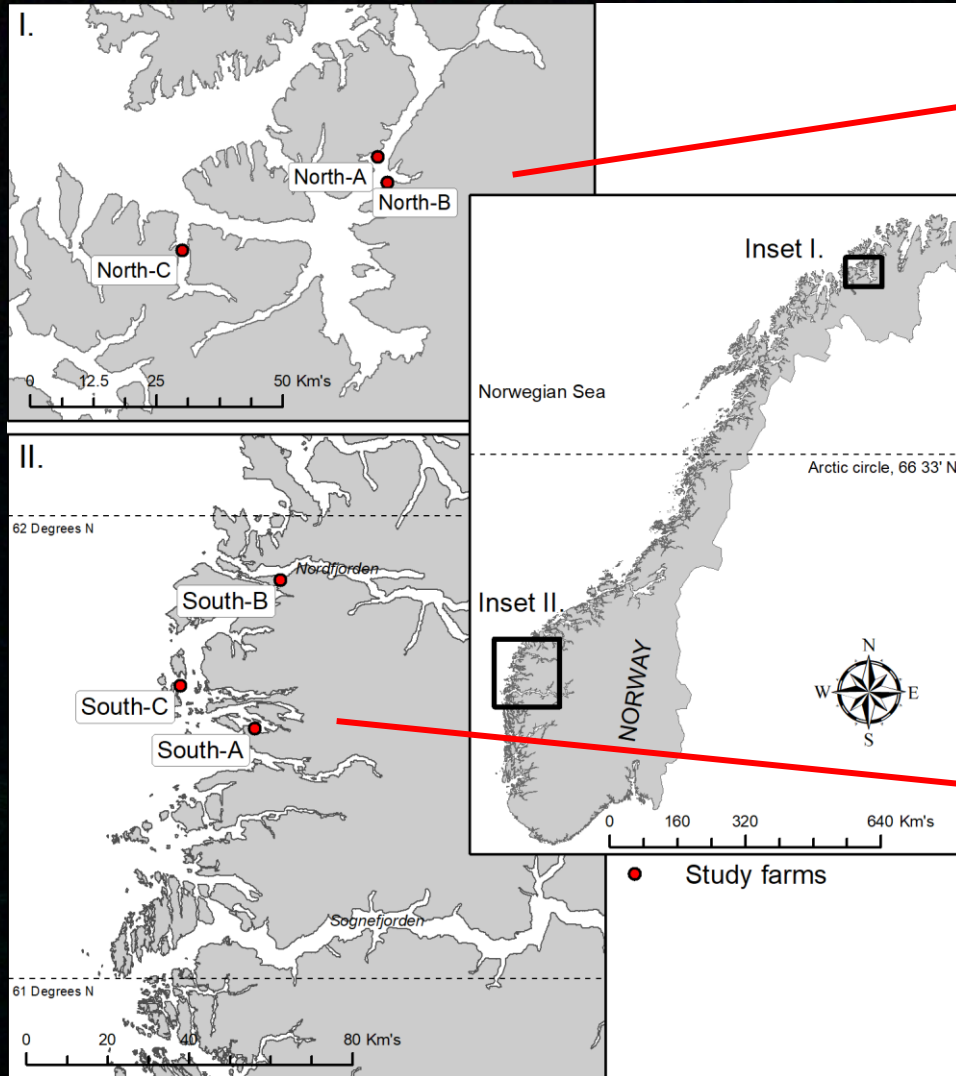 I.
North-A
North-B
North-C
0 12.5 25 50 Km's
II.
62 Degrees N
Nordfjorden
South-B
South-C
South-A
Sognefjorden
61 Degrees N
0 20 40 80 Km's
Inset I.
Norwegian Sea
Arctic circle, 66 33' N
Inset II.
NORWAY
N
W E
S
0 160 320 640 Km's
Study farms